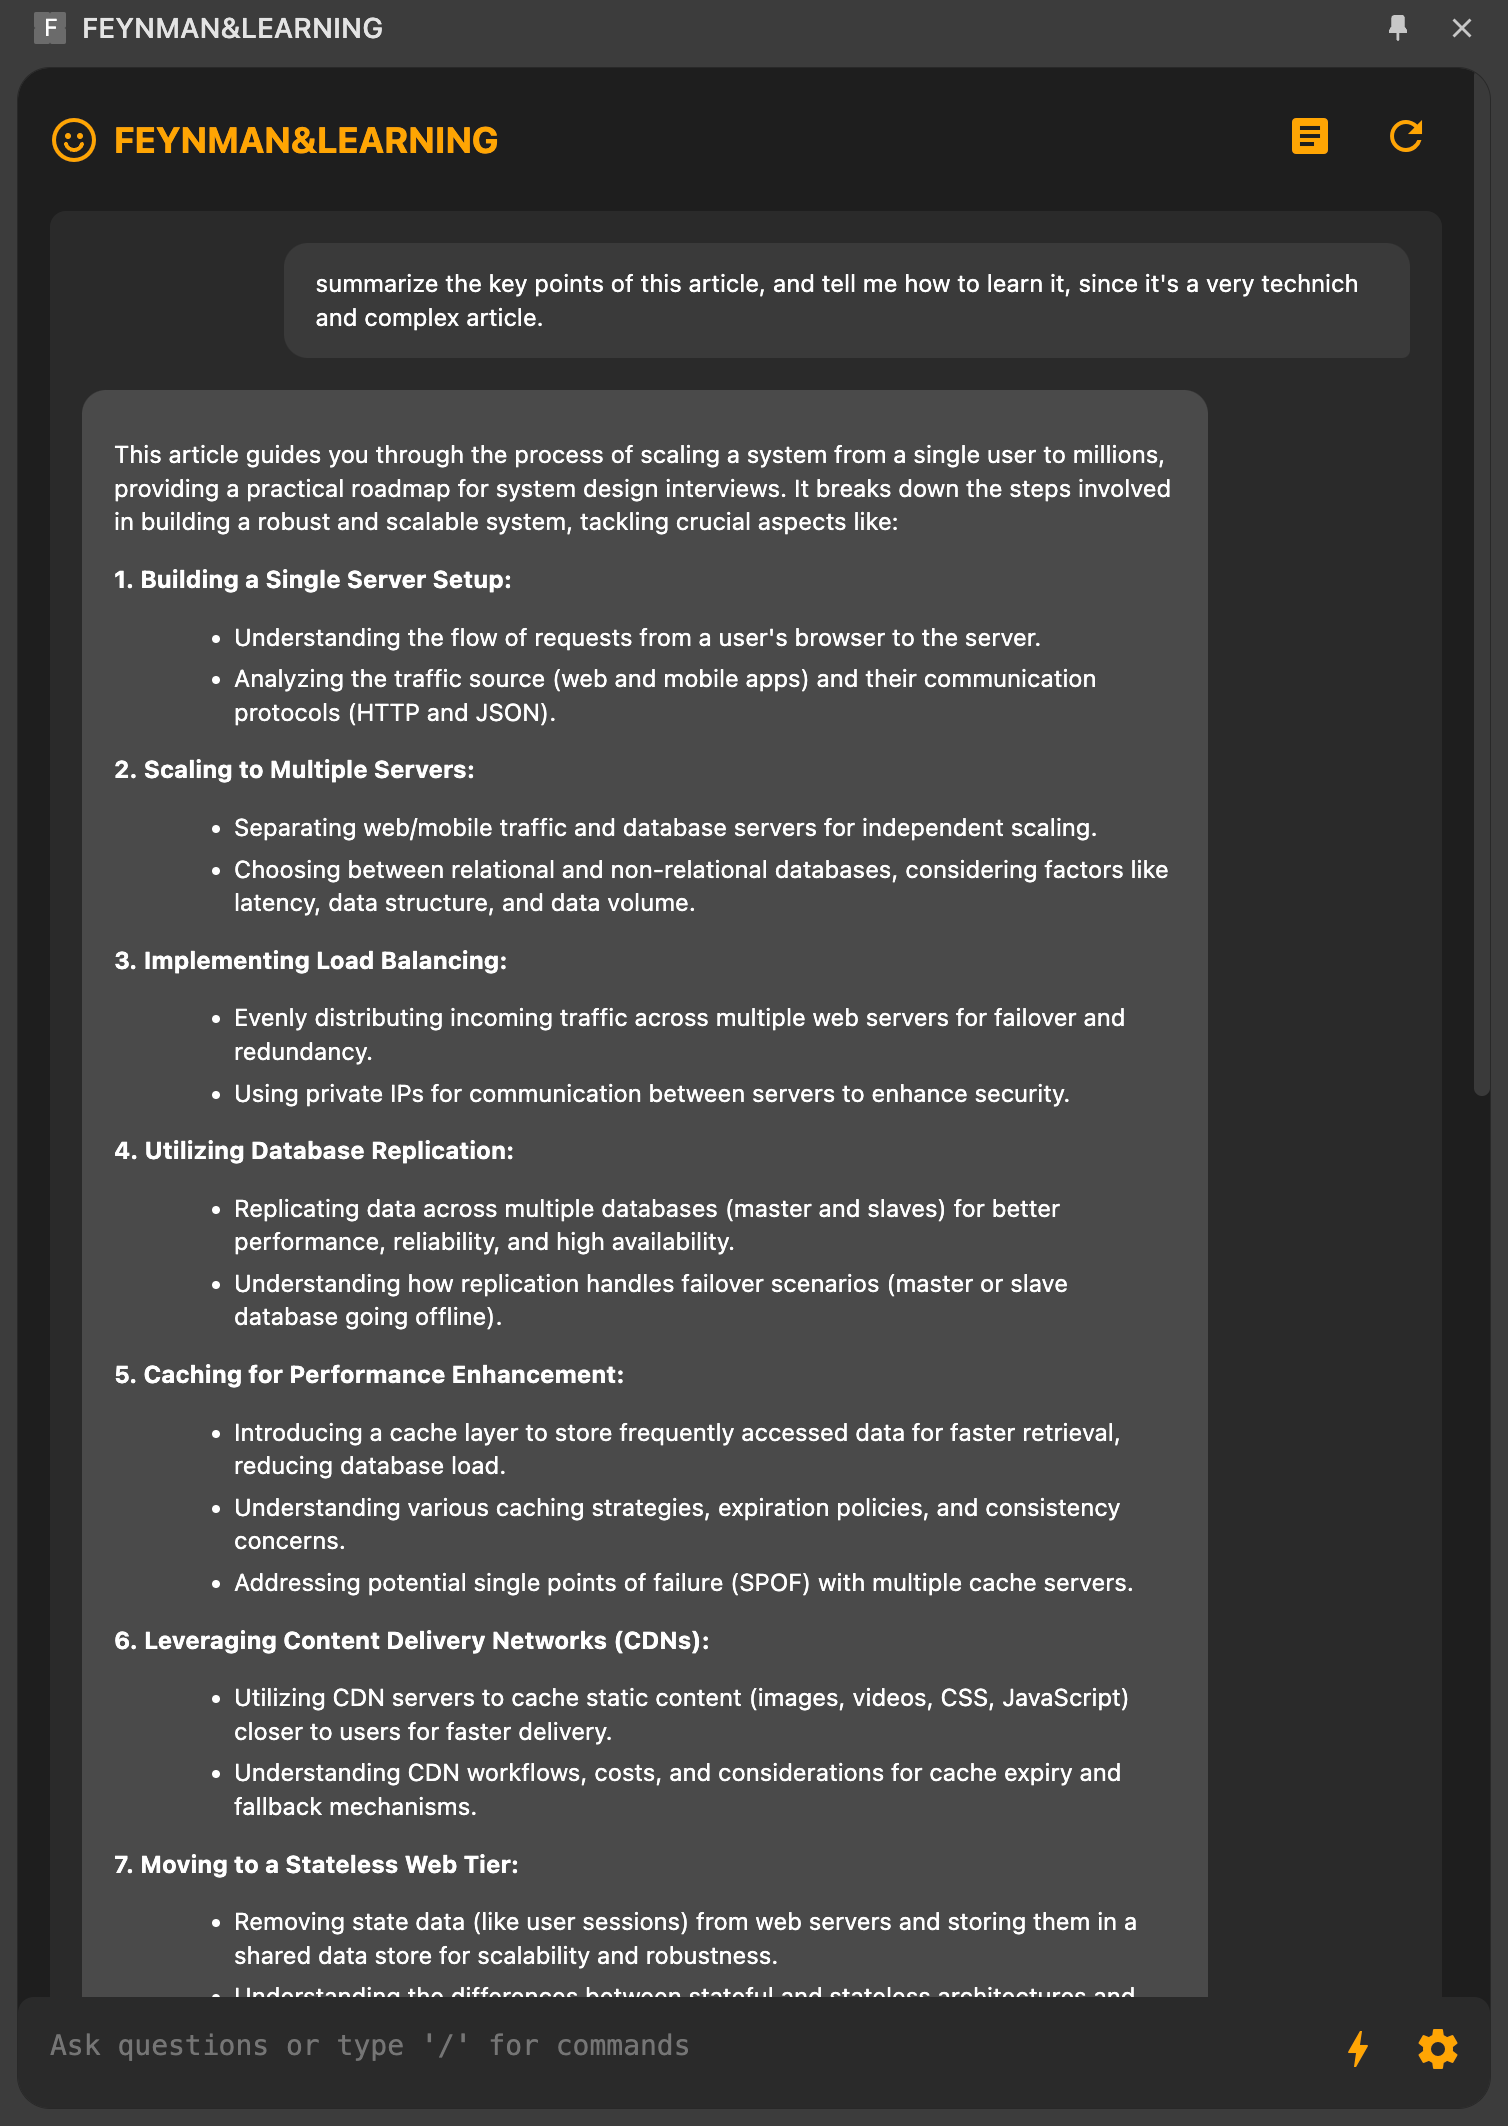 F FEYNMAN&LEARNING
FEYNMAN&LEARNING
summarize the key points of this article, and tell me how to learn it, since it's a very technich
and complex article.
This article guides you through the process of scaling a system from a single user to millions,
providing a practical roadmap for system design interviews. It breaks down the steps involved
in building a robust and scalable system, tackling crucial aspects like:
1. Building a Single Server Setup:
• Understanding the flow of requests from a user's browser to the server.
• Analyzing the traffic source (web and mobile apps) and their communication
protocols (HTTP and JSON).
2. Scaling to Multiple Servers:
• Separating web/mobile traffic and database servers for independent scaling.
• Choosing between relational and non-relational databases, considering factors like
latency, data structure, and data volume.
3. Implementing Load Balancing:
• Evenly distributing incoming traffic across multiple web servers for failover and
redundancy.
• Using private IPs for communication between servers to enhance security.
4. Utilizing Database Replication:
• Replicating data across multiple databases (master and slaves) for better
performance, reliability, and high availability.
• Understanding how replication handles failover scenarios (master or slave
database going offline).
5. Caching for Performance Enhancement:
• Introducing a cache layer to store frequently accessed data for faster retrieval,
reducing database load.
• Understanding various caching strategies, expiration policies, and consistency
concerns.
• Addressing potential single points of failure (SPOF) with multiple cache servers.
6. Leveraging Content Delivery Networks (CDNs):
• Utilizing CDN servers to cache static content (images, videos, CSS, JavaScript)
closer to users for faster delivery.
• Understanding CDN workflows, costs, and considerations for cache expiry and
fallback mechanisms.
7. Moving to a Stateless Web Tier:
• Removing state data (like user sessions) from web servers and storing them in a
shared data store for scalability and robustness.
• Understanding the differences between stateful and stateless architectures and
Ask questions or type '/' for commands